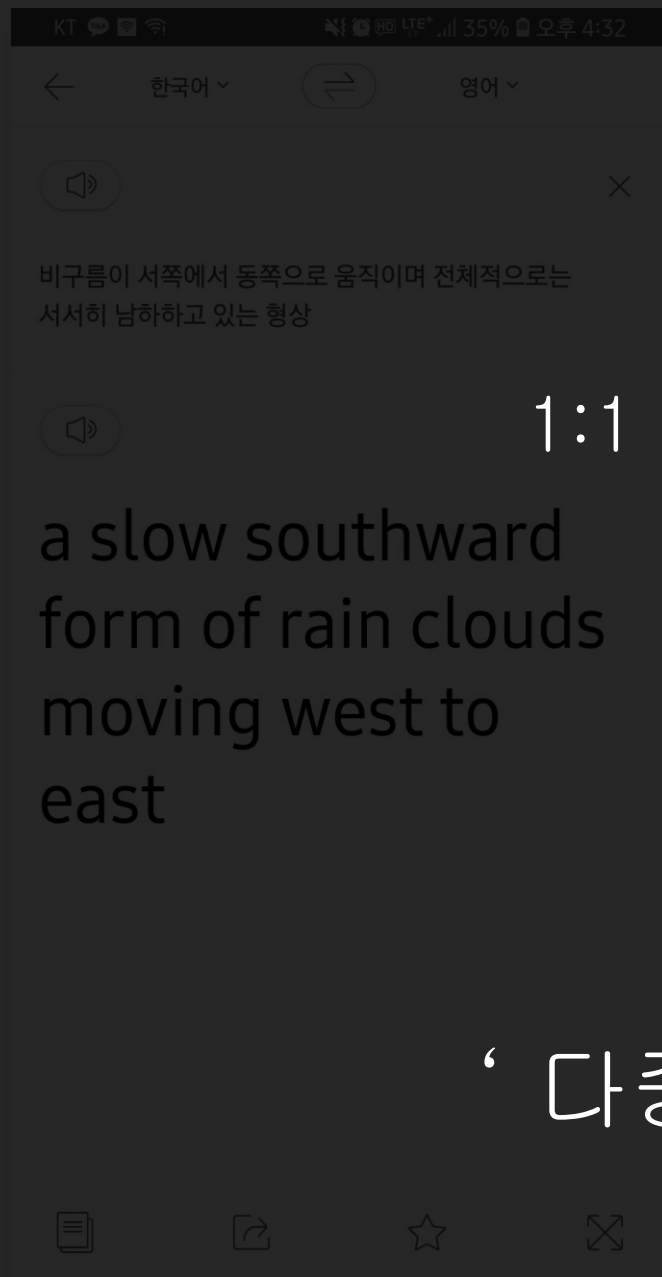 KT 35% 오후 4:32
한국어 영어
비구름이 서쪽에서 동쪽으로 움직이며 전체적으로는
서서히 남하하고 있는 형상
1:1
a slow southward
form of rain clouds
moving west to
east
‘ 다